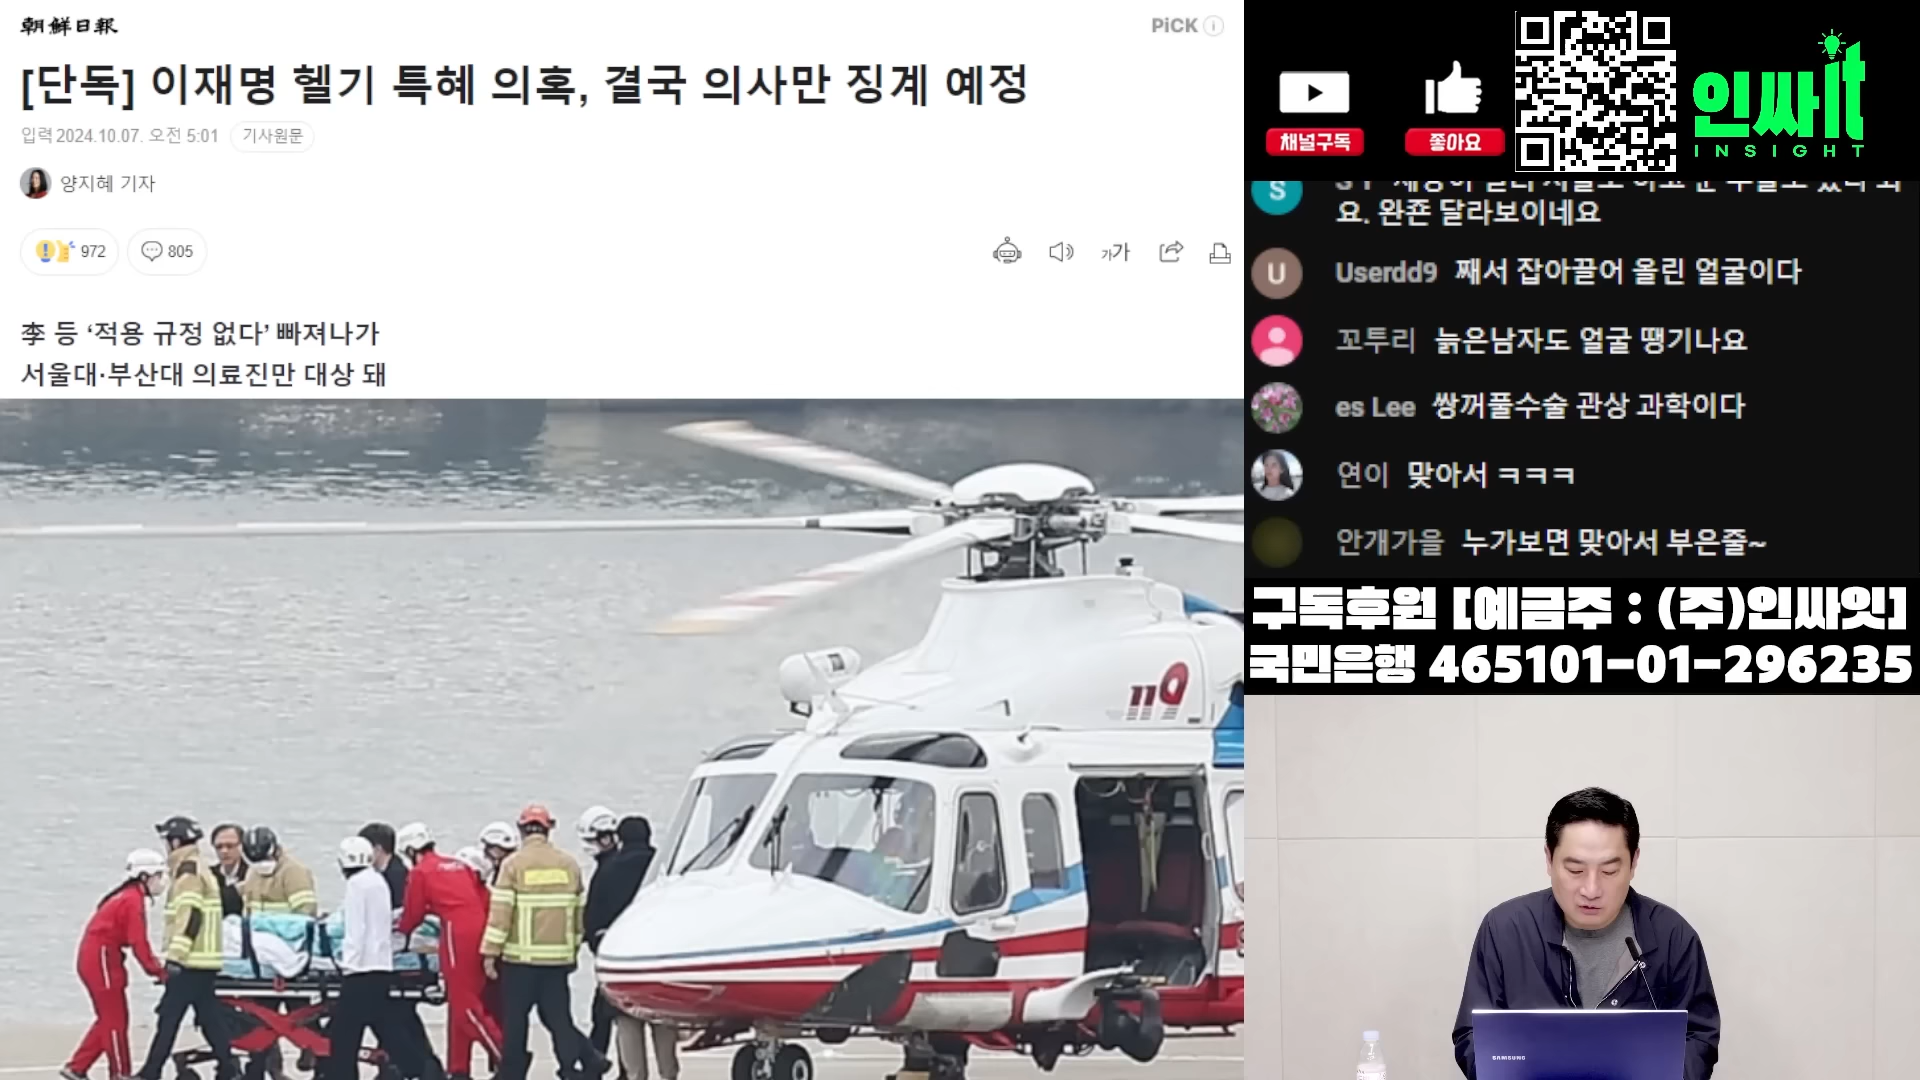 朝鮮日報
PiCK
[단독] 이재명 헬기 특혜 의혹, 결국 의사만 징계 예정
입력 2024.10.07. 오전 5:01 기사원문
양지혜 기자
972 805
가가
李 등 ‘적용 규정 없다’ 빠져나가
서울대·부산대 의료진만 대상 돼
119
채널구독
좋아요
인싸it
INSIGHT
S
요. 완죤 달라보이네요
U Userdd9 째서 잡아끌어 올린 얼굴이다
꼬투리 늙은남자도 얼굴 땡기나요
es Lee 쌍꺼풀수술 관상 과학이다
연이 맞아서 ㅋㅋㅋ
안개가을 누가보면 맞아서 부은줄~
구독후원 [예금주 : (주)인싸잇]
국민은행 465101-01-296235
SAMSUNG